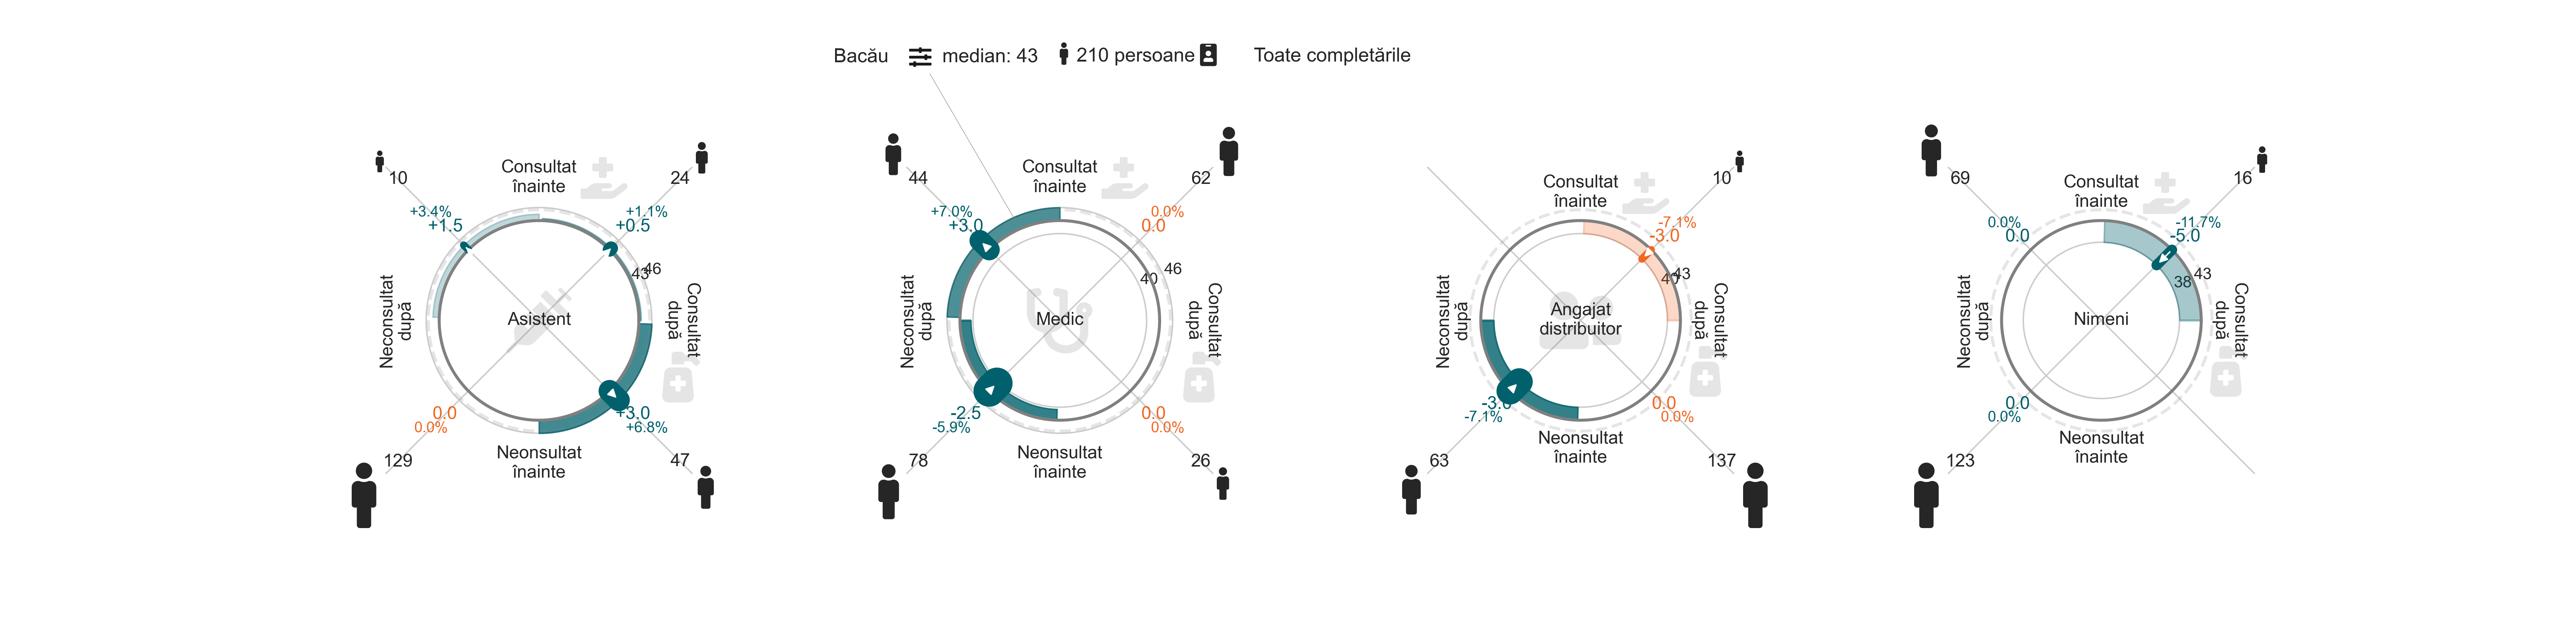 Bacău median: 43 210 persoane Toate completările
10
Consultat
înainte
24
+3.4%
+1.5
+1.1%
+0.5
43
46
Neconsultat
după
Asistent
Consultat
după
0.0
0.0%
+3.0
+6.8%
129
Neonsultat
înainte
47
44
Consultat
înainte
62
+7.0%
+3.0
0.0%
0.0
40
46
Neconsultat
după
Medic
Consultat
după
-2.5
-5.9%
0.0
0.0%
78
Neonsultat
înainte
26
Consultat
înainte
10
-7.1%
-3.0
40
43
Neconsultat
după
Angajat
distribuitor
Consultat
după
-3.0
-7.1%
0.0
0.0%
63
Neonsultat
înainte
137
69
Consultat
înainte
16
0.0%
0.0
-11.7%
-5.0
38
43
Neconsultat
după
Nimeni
Consultat
după
0.0
0.0%
123
Neonsultat
înainte